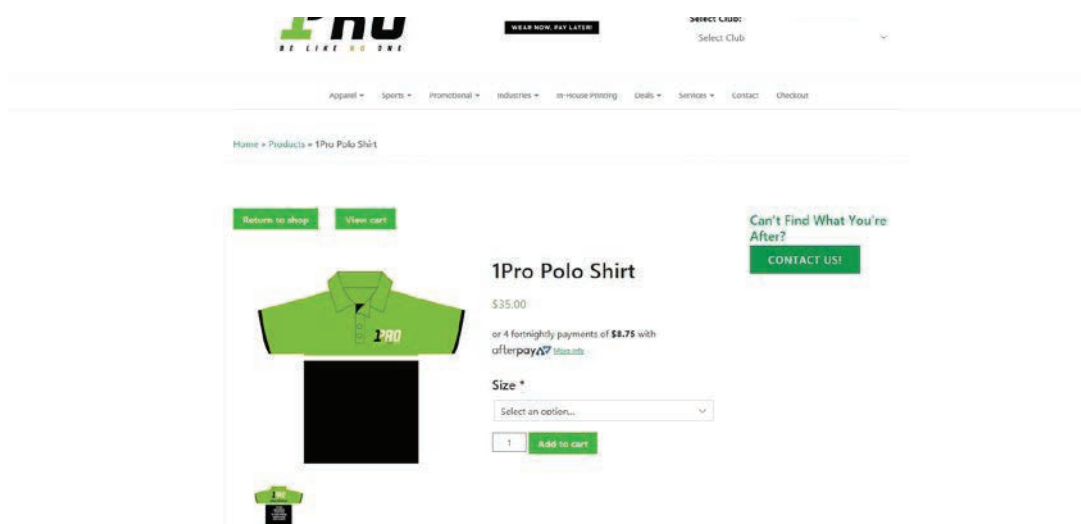 1PRO
BE LIKE NO ONE
WEAR NOW, PAY LATER!
Select Club:
Select Club
Apparel Sports Promotional Industries In-House Printing Deals Services Contact Checkout
Home » Products » 1Pro Polo Shirt
Return to shop View cart
Can't Find What You're
After?
CONTACT US!
1Pro Polo Shirt
$35.00
or 4 fortnightly payments of $8.75 with
afterpay More info
Size *
Select an option...
1 Add to cart
1PRO